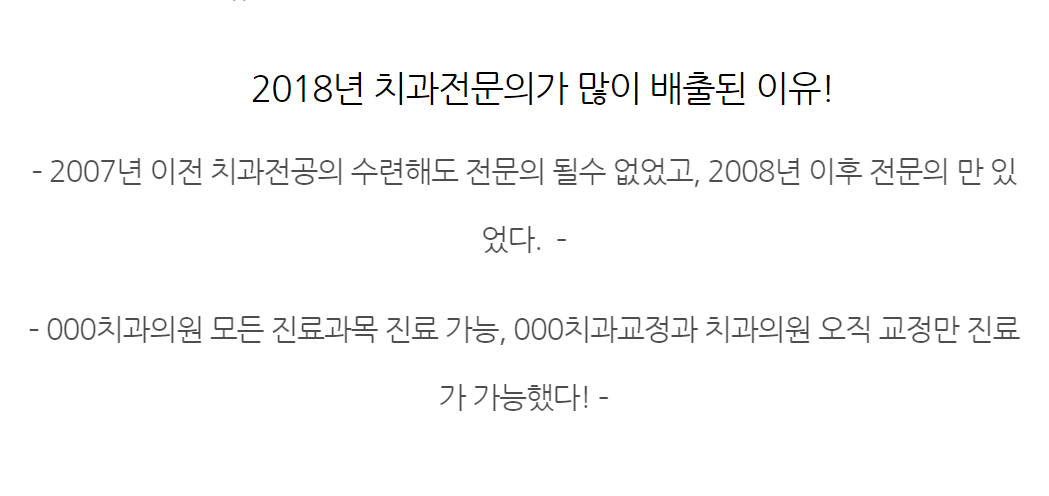 2018년 치과전문의가 많이 배출된 이유!
- 2007년 이전 치과전공의 수련해도 전문의 될수 없었고, 2008년 이후 전문의 만 있
었다. -
- 000치과의원 모든 진료과목 진료 가능, 000치과교정과 치과의원 오직 교정만 진료
가 가능했다! -